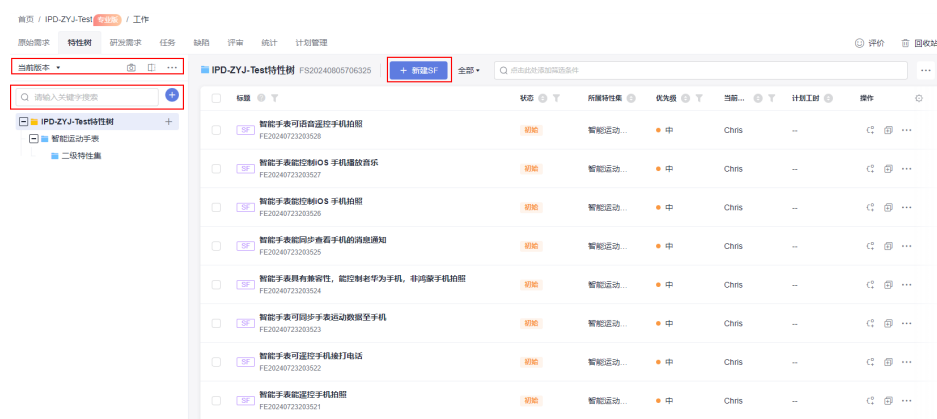 首页 / IPD-ZYJ-Test 专业版 / 工作
原始需求 特性树 研发需求 任务 缺陷 评审 统计 计划管理 评价 回收站
当前版本
IPD-ZYJ-Test特性树 FS20240805706325 + 新建SF 全部 点击此处添加筛选条件
请输入关键字搜索
标题 状态 所属特性集 优先级 当前... 计划工时 操作
IPD-ZYJ-Test特性树
智能运动手表
二级特性集
SF 智能手表可语音遥控手机拍照 初始 智能运动... 中 Chris --
FE20240723203528
SF 智能手表能控制iOS 手机播放音乐 初始 智能运动... 中 Chris --
FE20240723203527
SF 智能手表能控制iOS 手机拍照 初始 智能运动... 中 Chris --
FE20240723203526
SF 智能手表能同步查看手机的消息通知 初始 智能运动... 中 Chris --
FE20240723203525
SF 智能手表具有兼容性，能控制老华为手机，非鸿蒙手机拍照 初始 智能运动... 中 Chris --
FE20240723203524
SF 智能手表可同步手表运动数据至手机 初始 智能运动... 中 Chris --
FE20240723203523
SF 智能手表可遥控手机接打电话 初始 智能运动... 中 Chris --
FE20240723203522
SF 智能手表能遥控手机拍照 初始 智能运动... 中 Chris --
FE20240723203521